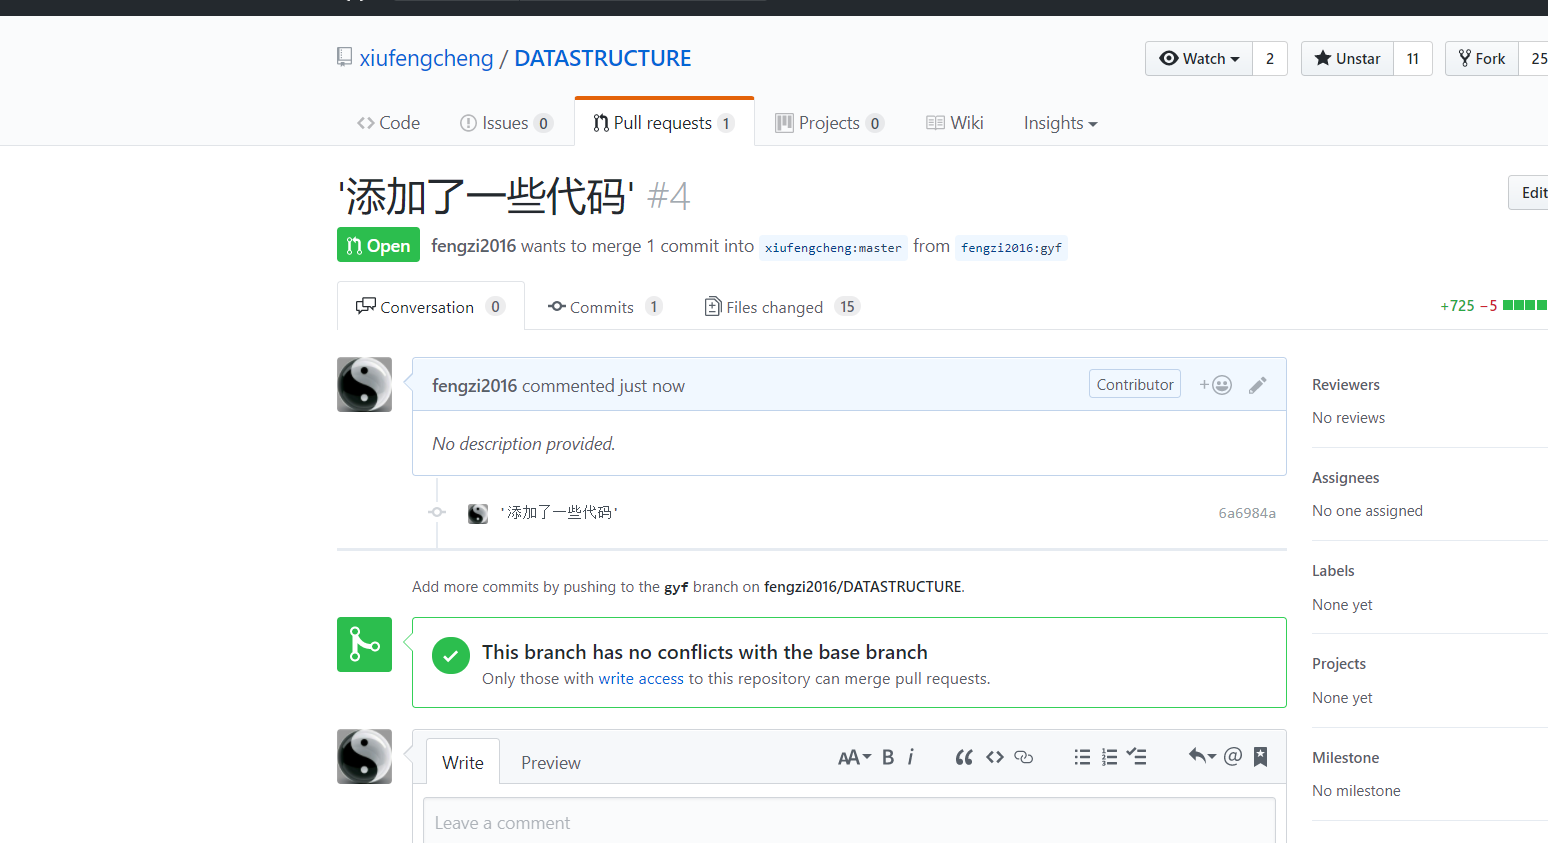 xiufengcheng / DATASTRUCTURE
Watch 2 Unstar 11 Fork 25
Code Issues 0 Pull requests 1 Projects 0 Wiki Insights
'添加了一些代码' #4
Edit
Open fengzi2016 wants to merge 1 commit into xiufengcheng:master from fengzi2016:gyf
Conversation 0 Commits 1 Files changed 15
+725 −5
fengzi2016 commented just now
Contributor
No description provided.
'添加了一些代码'
6a6984a
Add more commits by pushing to the gyf branch on fengzi2016/DATASTRUCTURE.
This branch has no conflicts with the base branch
Only those with write access to this repository can merge pull requests.
Write Preview
AA B i
Leave a comment
Reviewers
No reviews
Assignees
No one assigned
Labels
None yet
Projects
None yet
Milestone
No milestone